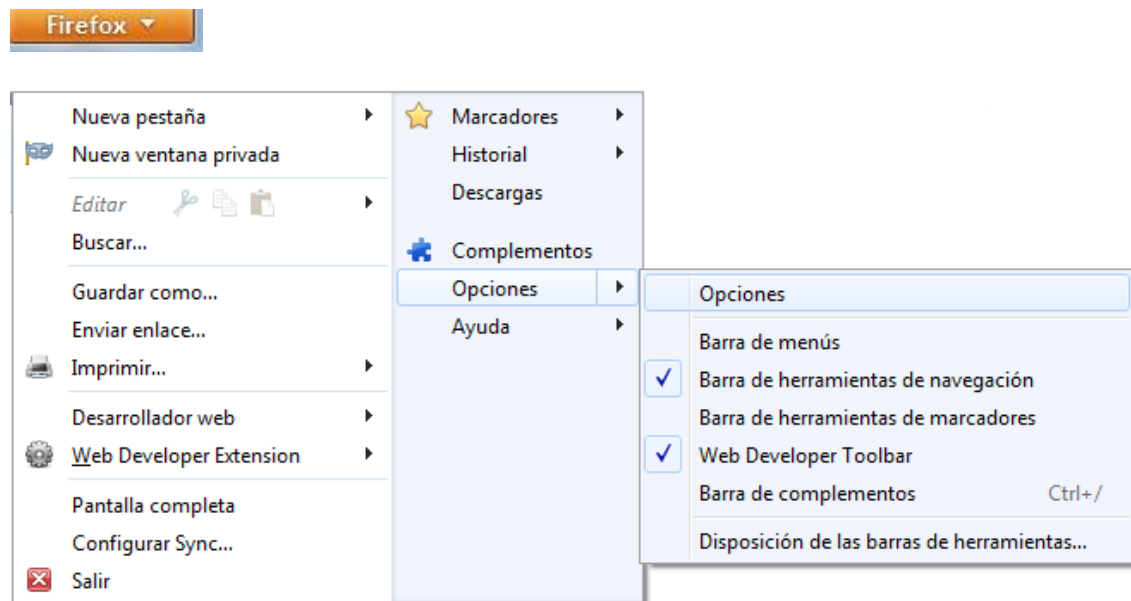 Firefox
Nueva pestaña
Nueva ventana privada
Editar
Buscar...
Guardar como...
Enviar enlace...
Imprimir...
Desarrollador web
Web Developer Extension
Pantalla completa
Configurar Sync...
Salir
Marcadores
Historial
Descargas
Complementos
Opciones
Ayuda
Opciones
Barra de menús
Barra de herramientas de navegación
Barra de herramientas de marcadores
Web Developer Toolbar
Barra de complementos Ctrl+/
Disposición de las barras de herramientas...